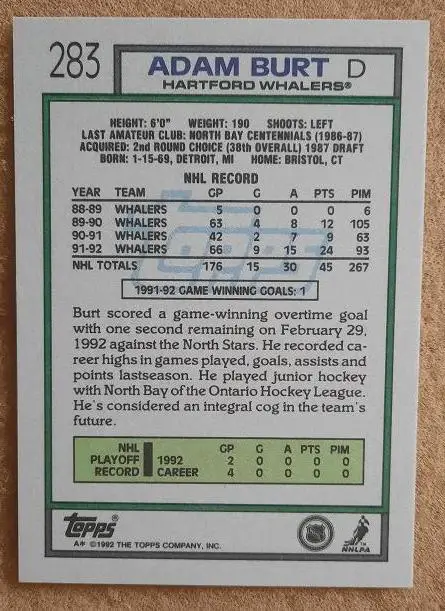 283 ADAM BURT D
HARTFORD WHALERS®
HEIGHT: 6'0" WEIGHT: 190 SHOOTS: LEFT
LAST AMATEUR CLUB: NORTH BAY CENTENNIALS (1986-87)
ACQUIRED: 2nd ROUND CHOICE (38th OVERALL) 1987 DRAFT
BORN: 1-15-69, DETROIT, MI HOME: BRISTOL, CT
NHL RECORD
YEAR TEAM GP G A PTS PIM
88-89 WHALERS 5 0 0 0 6
89-90 WHALERS 63 4 8 12 105
90-91 WHALERS 42 2 7 9 63
91-92 WHALERS 66 9 15 24 93
NHL TOTALS 176 15 30 45 267
Topps
1991-92 GAME WINNING GOALS: 1
Burt scored a game-winning overtime goal
with one second remaining on February 29,
1992 against the North Stars. He recorded ca-
reer highs in games played, goals, assists and
points lastseason. He played junior hockey
with North Bay of the Ontario Hockey League.
He's considered an integral cog in the team's
future.
NHL GP G A PTS PIM
PLAYOFF 1992 2 0 0 0 0
RECORD CAREER 4 0 0 0 0
Topps®
A* ©1992 THE TOPPS COMPANY, INC.
NHL
NHLPA